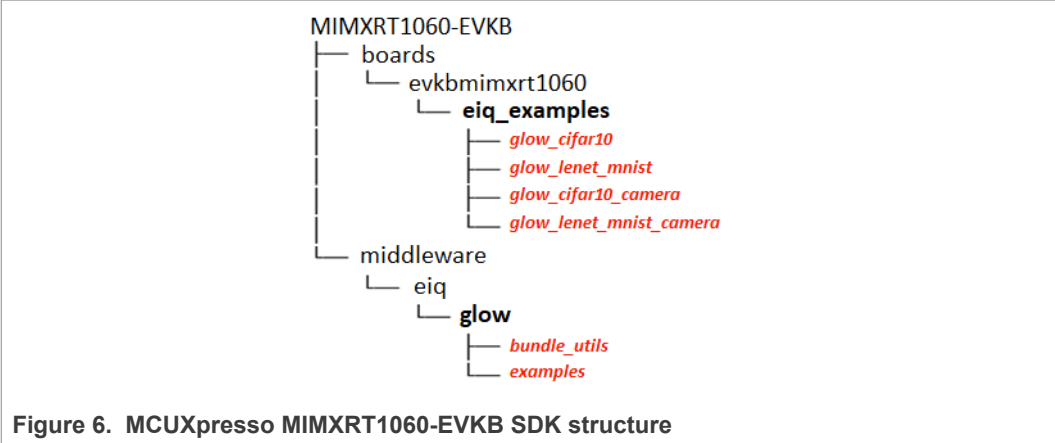 MIMXRT1060-EVKB
boards
evkbmimxrt1060
eiq_examples
glow_cifar10
glow_lenet_mnist
glow_cifar10_camera
glow_lenet_mnist_camera
middleware
eiq
glow
bundle_utils
examples
Figure 6. MCUXpresso MIMXRT1060-EVKB SDK structure